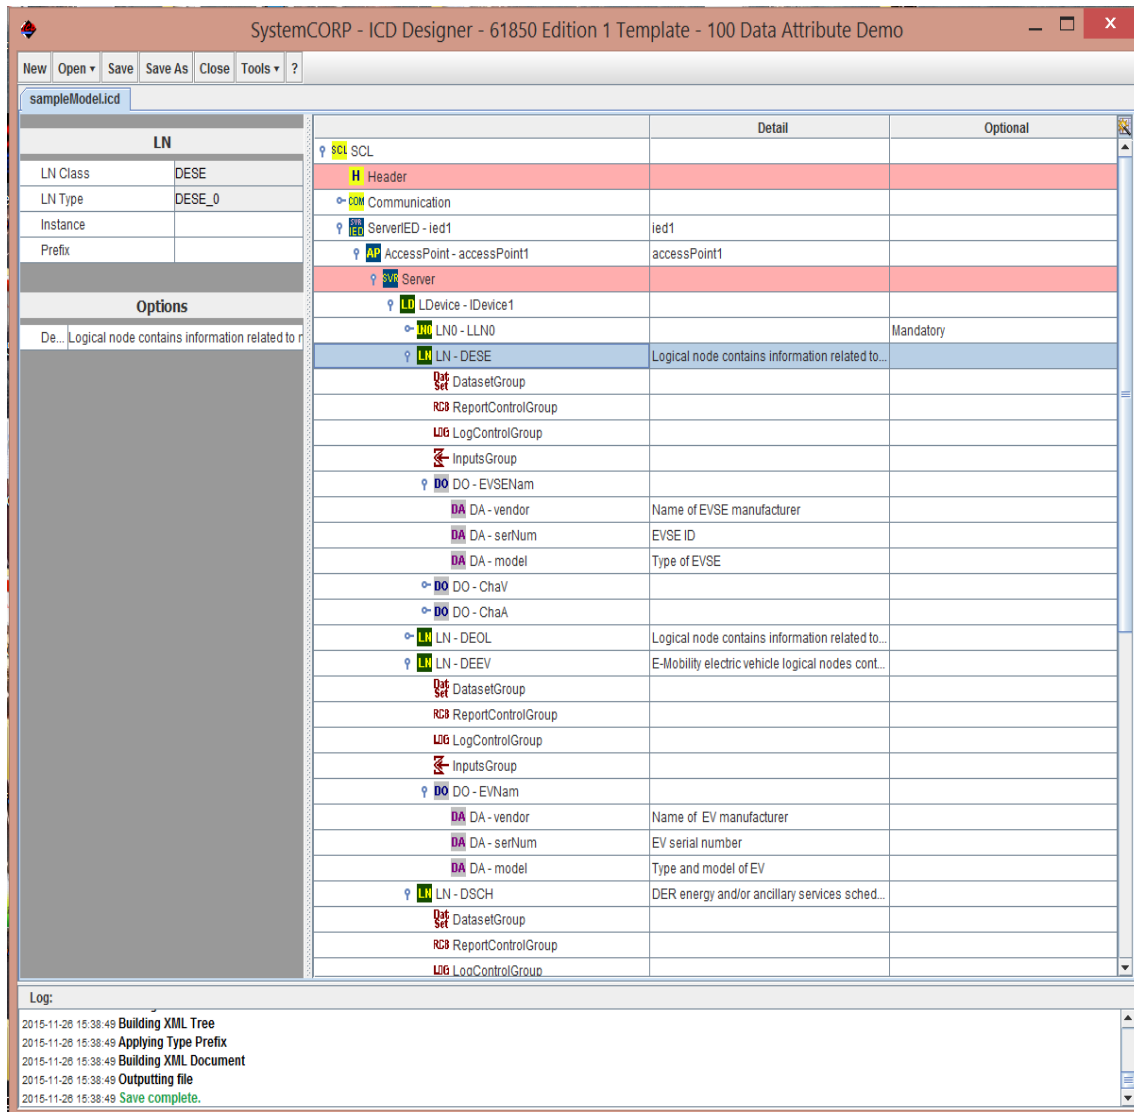 SystemCORP - ICD Designer - 61850 Edition 1 Template - 100 Data Attribute Demo
New Open Save Save As Close Tools ?
sampleModel.icd
LN
LN Class DESE
LN Type DESE_0
Instance
Prefix
Options
De... Logical node contains information related to r
Detail Optional
SCL SCL
H Header
COM Communication
SVR IED ServerIED - ied1 ied1
AP AccessPoint - accessPoint1 accessPoint1
SVR Server
LD LDevice - lDevice1
LN0 LN0 - LLN0 Mandatory
LN LN - DESE Logical node contains information related to...
Dat Set DatasetGroup
RCB ReportControlGroup
LOG LogControlGroup
InputsGroup
DO DO - EVSENam
DA DA - vendor Name of EVSE manufacturer
DA DA - serNum EVSE ID
DA DA - model Type of EVSE
DO DO - ChaV
DO DO - ChaA
LN LN - DEOL Logical node contains information related to...
LN LN - DEEV E-Mobility electric vehicle logical nodes cont...
Dat Set DatasetGroup
RCB ReportControlGroup
LOG LogControlGroup
InputsGroup
DO DO - EVNam
DA DA - vendor Name of EV manufacturer
DA DA - serNum EV serial number
DA DA - model Type and model of EV
LN LN - DSCH DER energy and/or ancillary services sched...
Dat Set DatasetGroup
RCB ReportControlGroup
LOG LogControlGroup
Log:
2015-11-26 15:38:49 Building XML Tree
2015-11-26 15:38:49 Applying Type Prefix
2015-11-26 15:38:49 Building XML Document
2015-11-26 15:38:49 Outputting file
2015-11-26 15:38:49 Save complete.